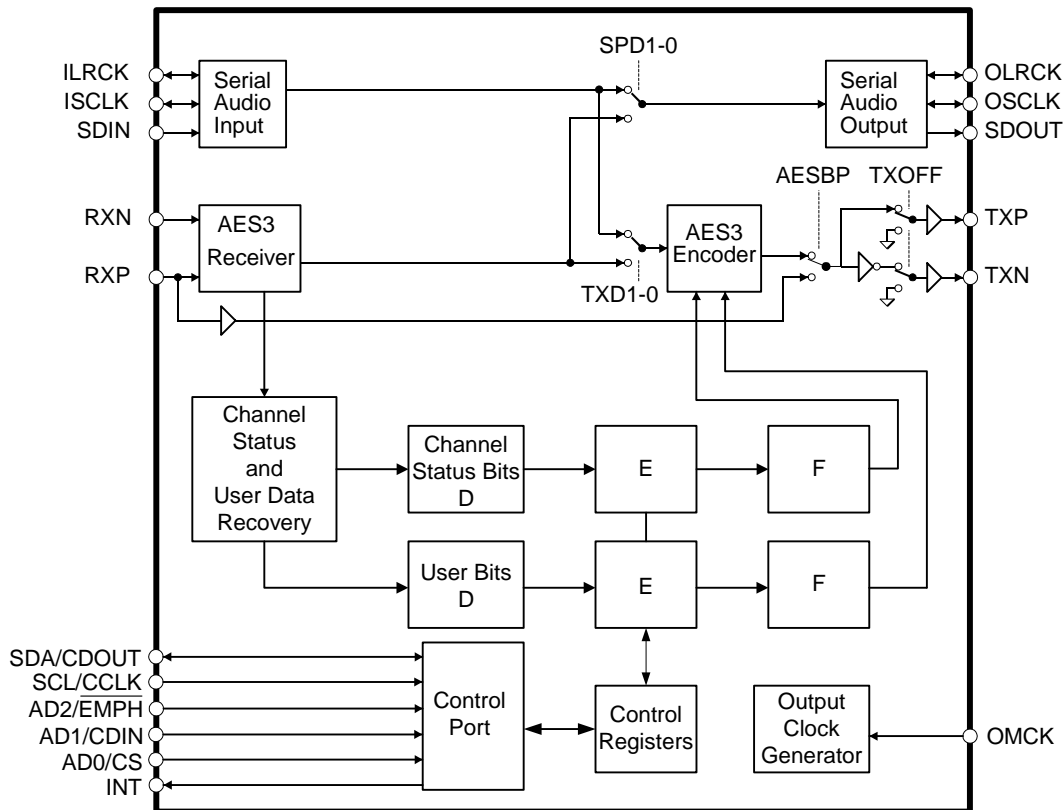 SPD1-0
ILRCK
ISCLK
SDIN
Serial
Audio
Input
Serial
Audio
Output
OLRCK
OSCLK
SDOUT
AESBP
TXOFF
RXN
RXP
AES3
Receiver
TXD1-0
AES3
Encoder
TXP
TXN
Channel
Status
and
User Data
Recovery
Channel
Status Bits
D
E
F
User Bits
D
E
F
SDA/CDOUT
SCL/CCLK
AD2/EMPH
AD1/CDIN
AD0/CS
INT
Control
Port
Control
Registers
Output
Clock
Generator
OMCK